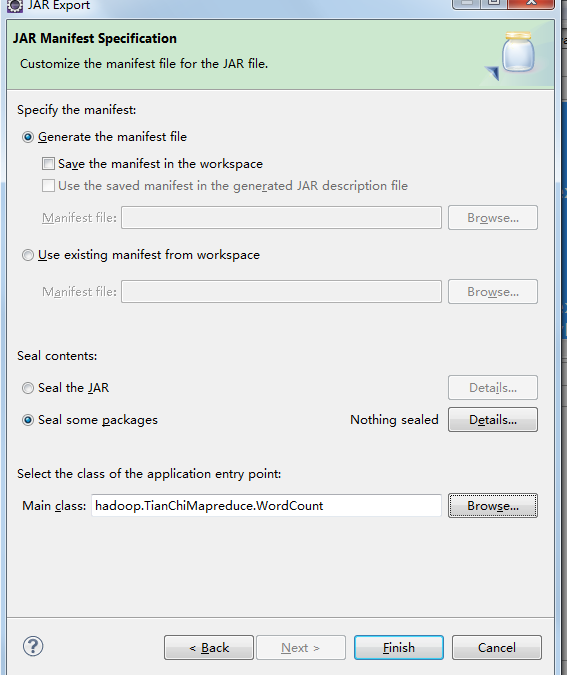 JAR Export
JAR Manifest Specification
Customize the manifest file for the JAR file.
Specify the manifest:
Generate the manifest file
Save the manifest in the workspace
Use the saved manifest in the generated JAR description file
Manifest file: Browse...
Use existing manifest from workspace
Manifest file: Browse...
Seal contents:
Seal the JAR Details...
Seal some packages Nothing sealed Details...
Select the class of the application entry point:
Main class: hadoop.TianChiMapreduce.WordCount Browse...
? < Back Next > Finish Cancel